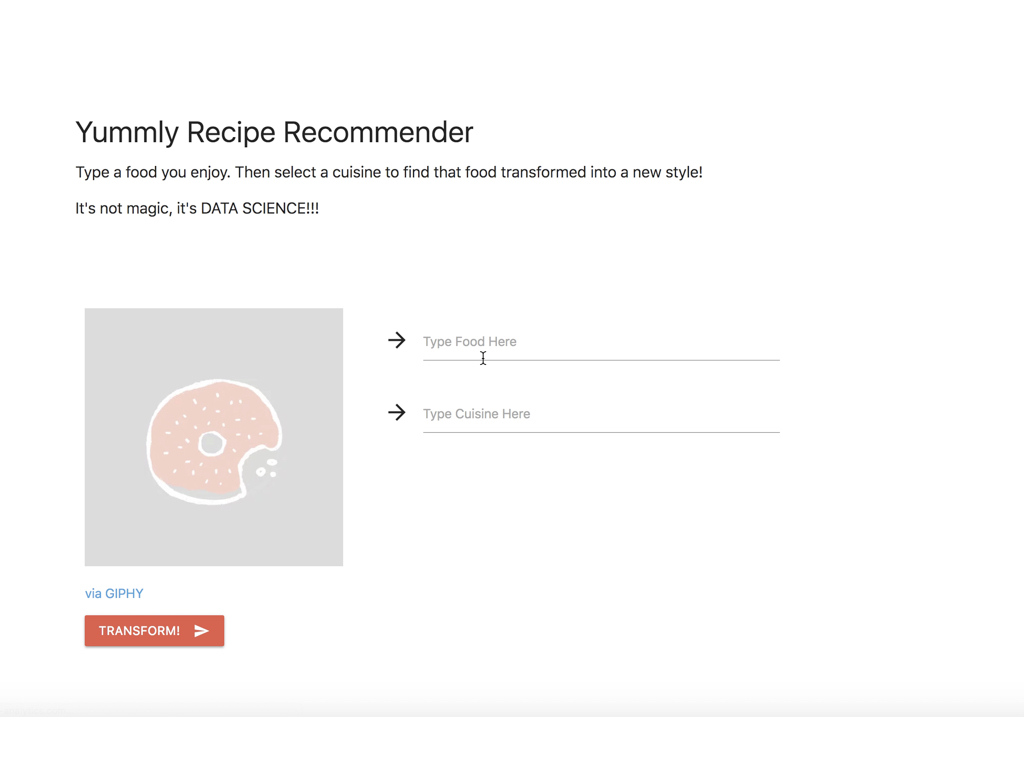 Yummly Recipe Recommender
Type a food you enjoy. Then select a cuisine to find that food transformed into a new style!
It's not magic, it's DATA SCIENCE!!!
Type Food Here
Type Cuisine Here
via GIPHY
TRANSFORM!